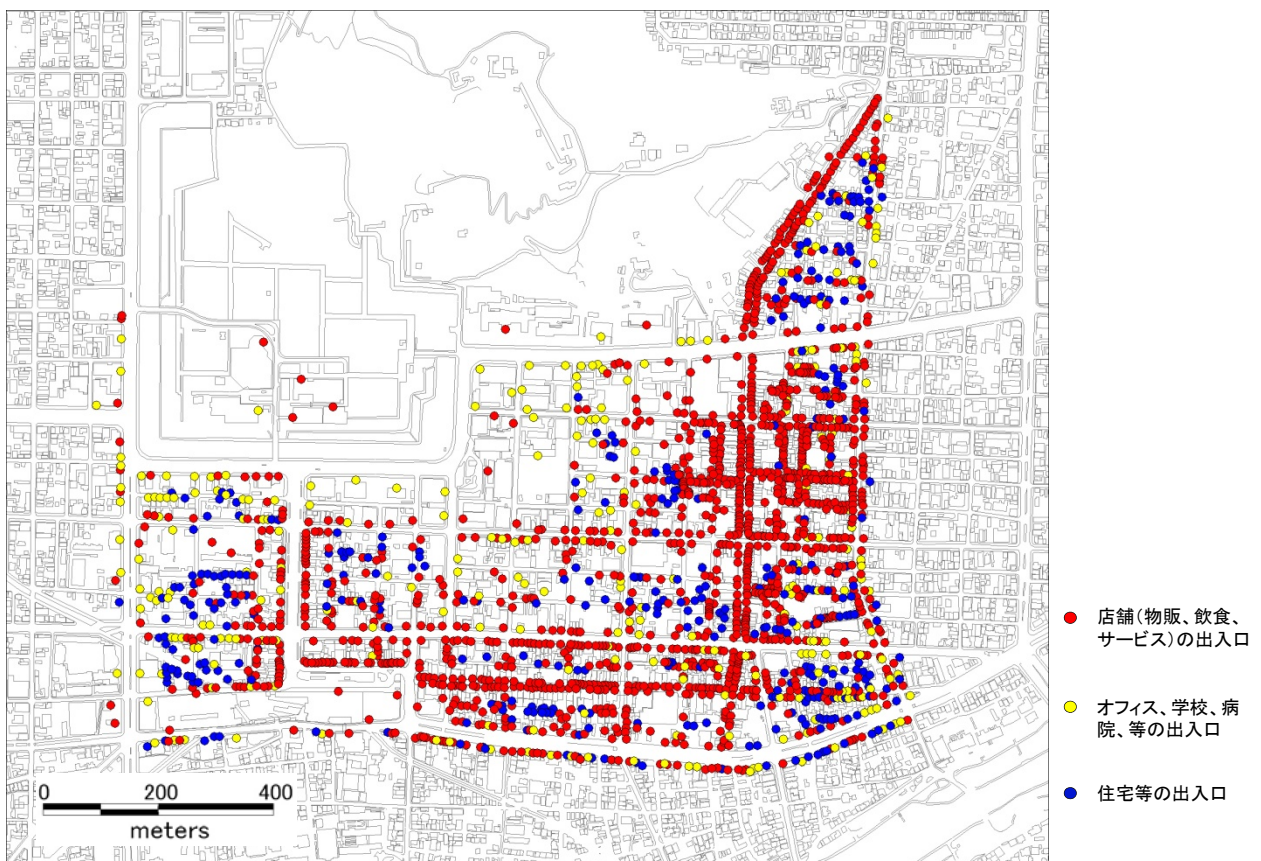 店舗(物販、飲食、
サービス)の出入口
オフィス、学校、病
院、等の出入口
住宅等の出入口
0 200 400
meters